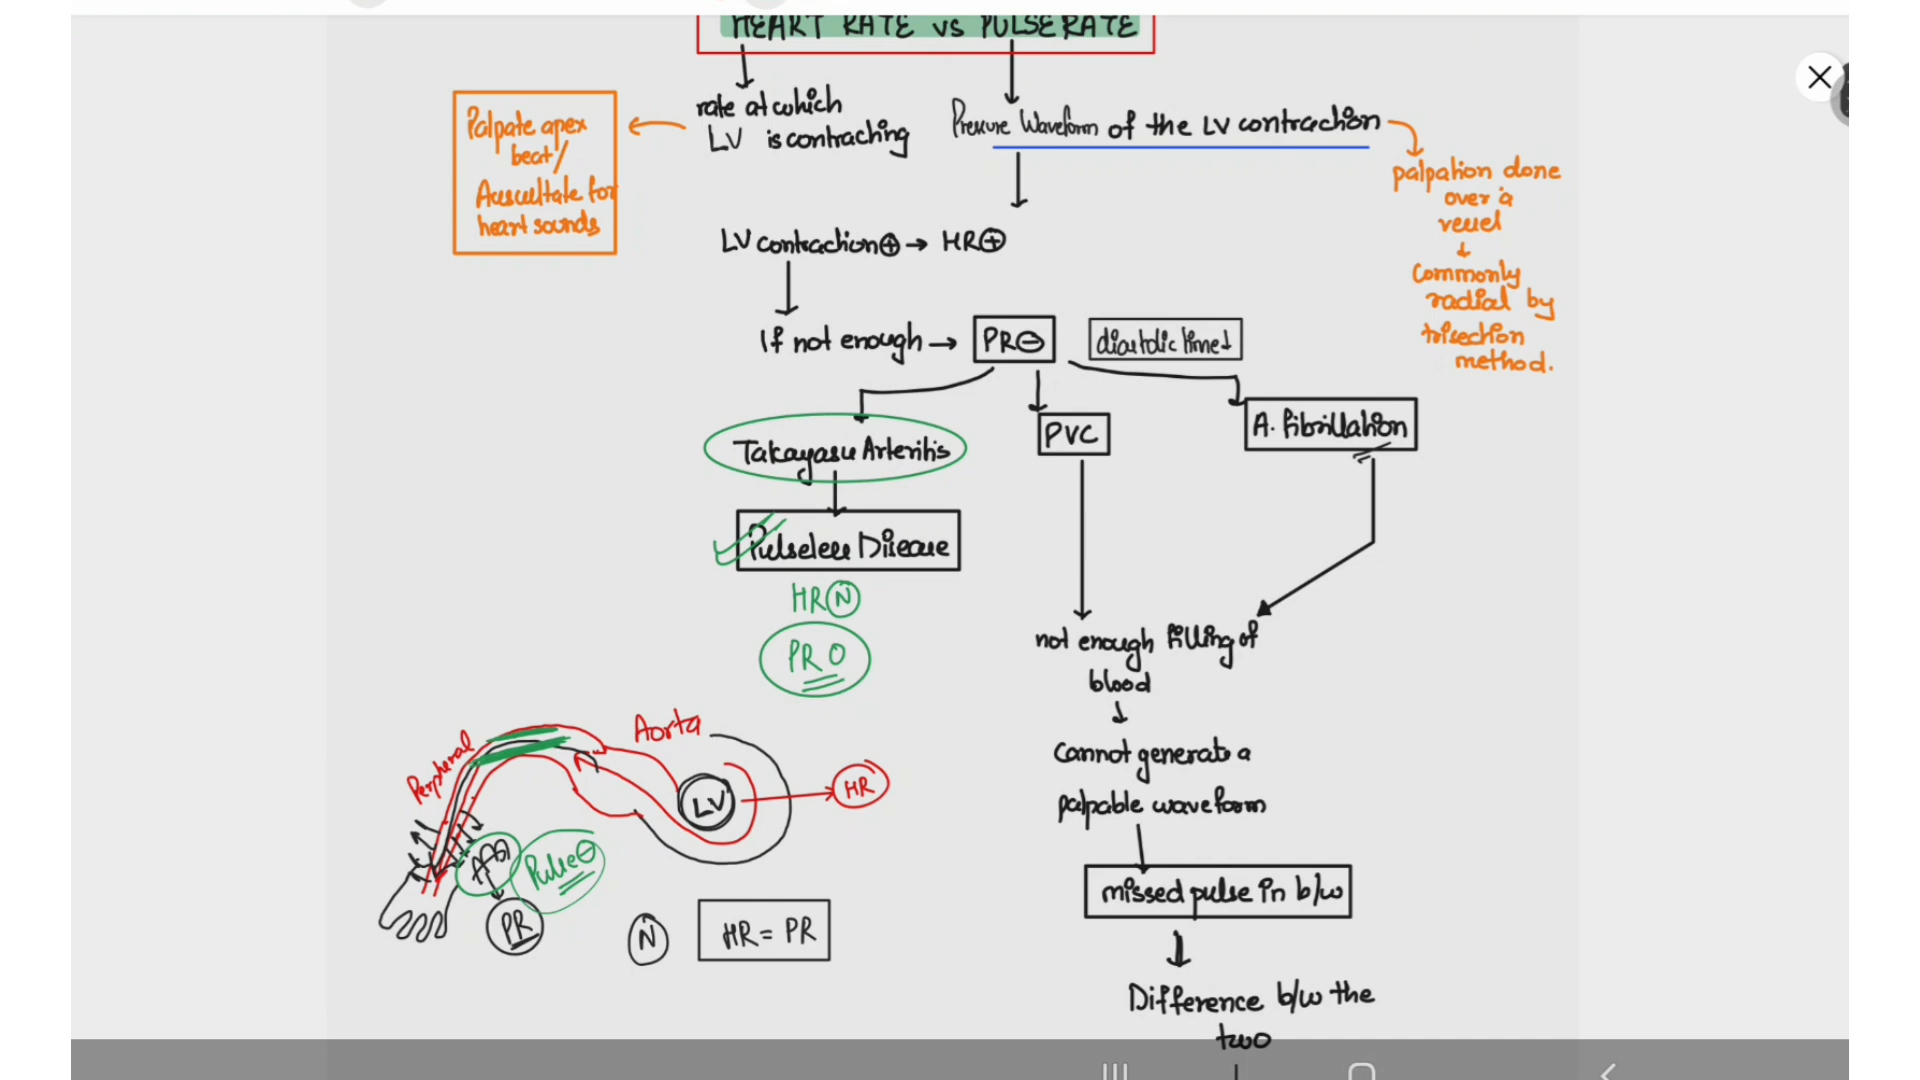 HEART RATE vs PULSE RATE
rate at which
LV is contracting
Pressure Waveform of the LV contraction
Palpate apex
beat/
Auscultate for
heart sounds
palpation done
over a
vessel
↓
Commonly
radial by
trisection
method.
LV contraction⊕ → HR⊕
If not enough → PR⊖
diastolic time↓
Takayasu Arteritis
PVC
A. fibrillation
Pulseless Disease
HR N
PR 0
not enough filling of
blood
↓
Cannot generate a
palpable waveform
missed pulse in b/w
Difference b/w the
two
Aorta
Peripheral
LV
HR
Pulse⊖
PR
N
HR = PR